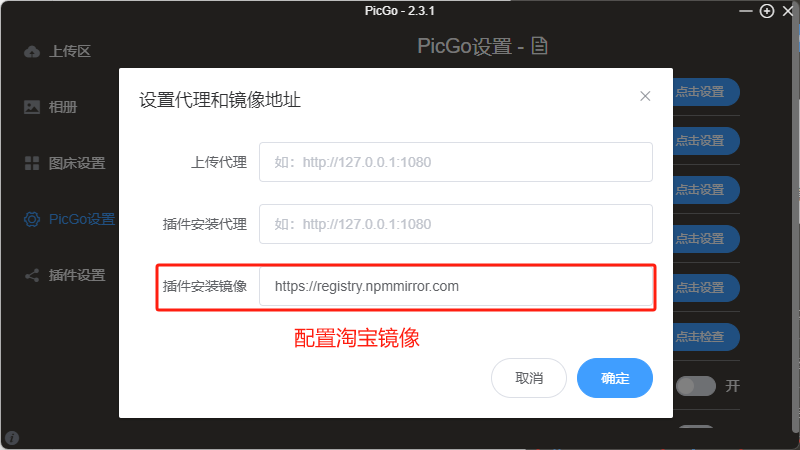 PicGo - 2.3.1
上传区
相册
图床设置
PicGo设置
插件设置
PicGo设置 -
点击设置
点击设置
点击设置
点击设置
点击设置
点击检查
开
设置代理和镜像地址
上传代理
如：http://127.0.0.1:1080
插件安装代理
如：http://127.0.0.1:1080
插件安装镜像
https://registry.npmmirror.com
配置淘宝镜像
取消
确定